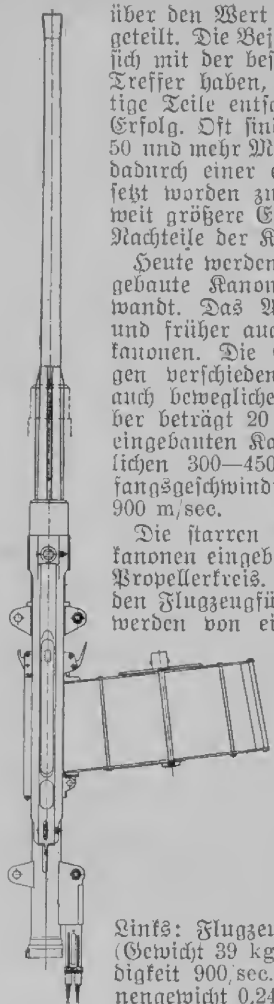 über den Wert
geteilt. Die Bei
sich mit der bes
Treffer haben,
tige Teile entsc
Erfolg. Oft sin
50 und mehr M
dadurch einer e
setzt worden zu
weit größere E
Nachteile der K
Heute werden
gebaute Kanon
wandt. Das M
und früher auc
kanonen. Die
gen verschieden
auch bewegliche
ber beträgt 20
eingebauten Ka
lichen 300—450
fangsgeschwindi
900 m/sec.
Die starren
kanonen eingeb
Propellerkreis.
den Flugzeugfü
werden von ei
Links: Flugzeu
(Gewicht 39 kg
digkeit 900/sec.
nengewicht 0,24